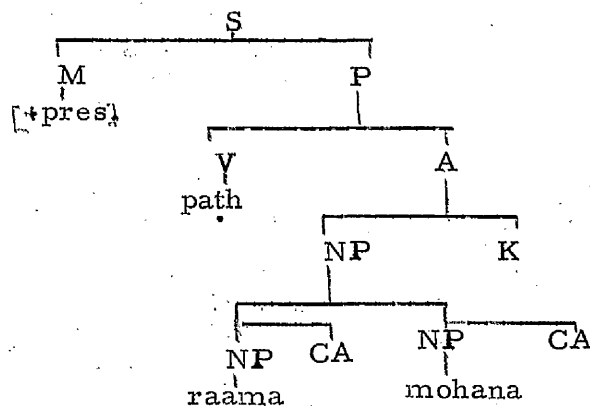 S
M P
[+pres]
V A
path
NP K
NP CA NP CA
raama mohana